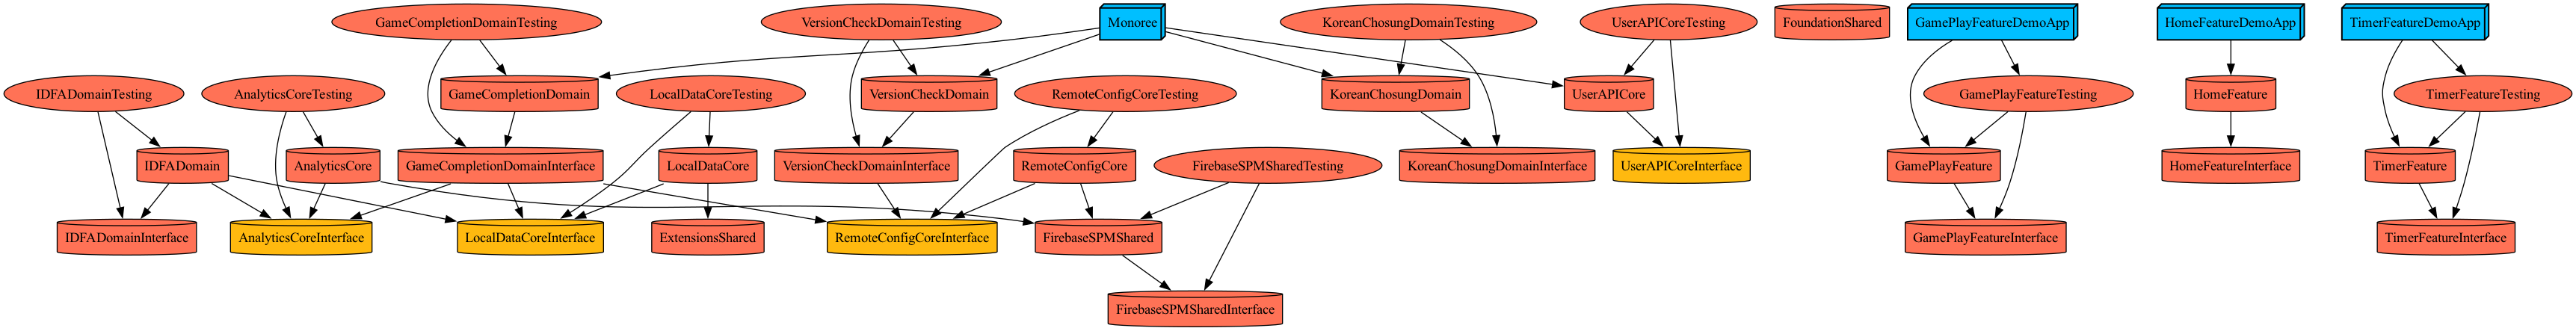 GameCompletionDomainTesting
VersionCheckDomainTesting
Monoree
KoreanChosungDomainTesting
UserAPICoreTesting
FoundationShared
GamePlayFeatureDemoApp
HomeFeatureDemoApp
TimerFeatureDemoApp
IDFADomainTesting
AnalyticsCoreTesting
GameCompletionDomain
LocalDataCoreTesting
VersionCheckDomain
RemoteConfigCoreTesting
KoreanChosungDomain
UserAPICore
GamePlayFeatureTesting
HomeFeature
TimerFeatureTesting
IDFADomain
AnalyticsCore
GameCompletionDomainInterface
LocalDataCore
VersionCheckDomainInterface
RemoteConfigCore
FirebaseSPMSharedTesting
KoreanChosungDomainInterface
UserAPICoreInterface
GamePlayFeature
HomeFeatureInterface
TimerFeature
IDFADomainInterface
AnalyticsCoreInterface
LocalDataCoreInterface
ExtensionsShared
RemoteConfigCoreInterface
FirebaseSPMShared
GamePlayFeatureInterface
TimerFeatureInterface
FirebaseSPMSharedInterface